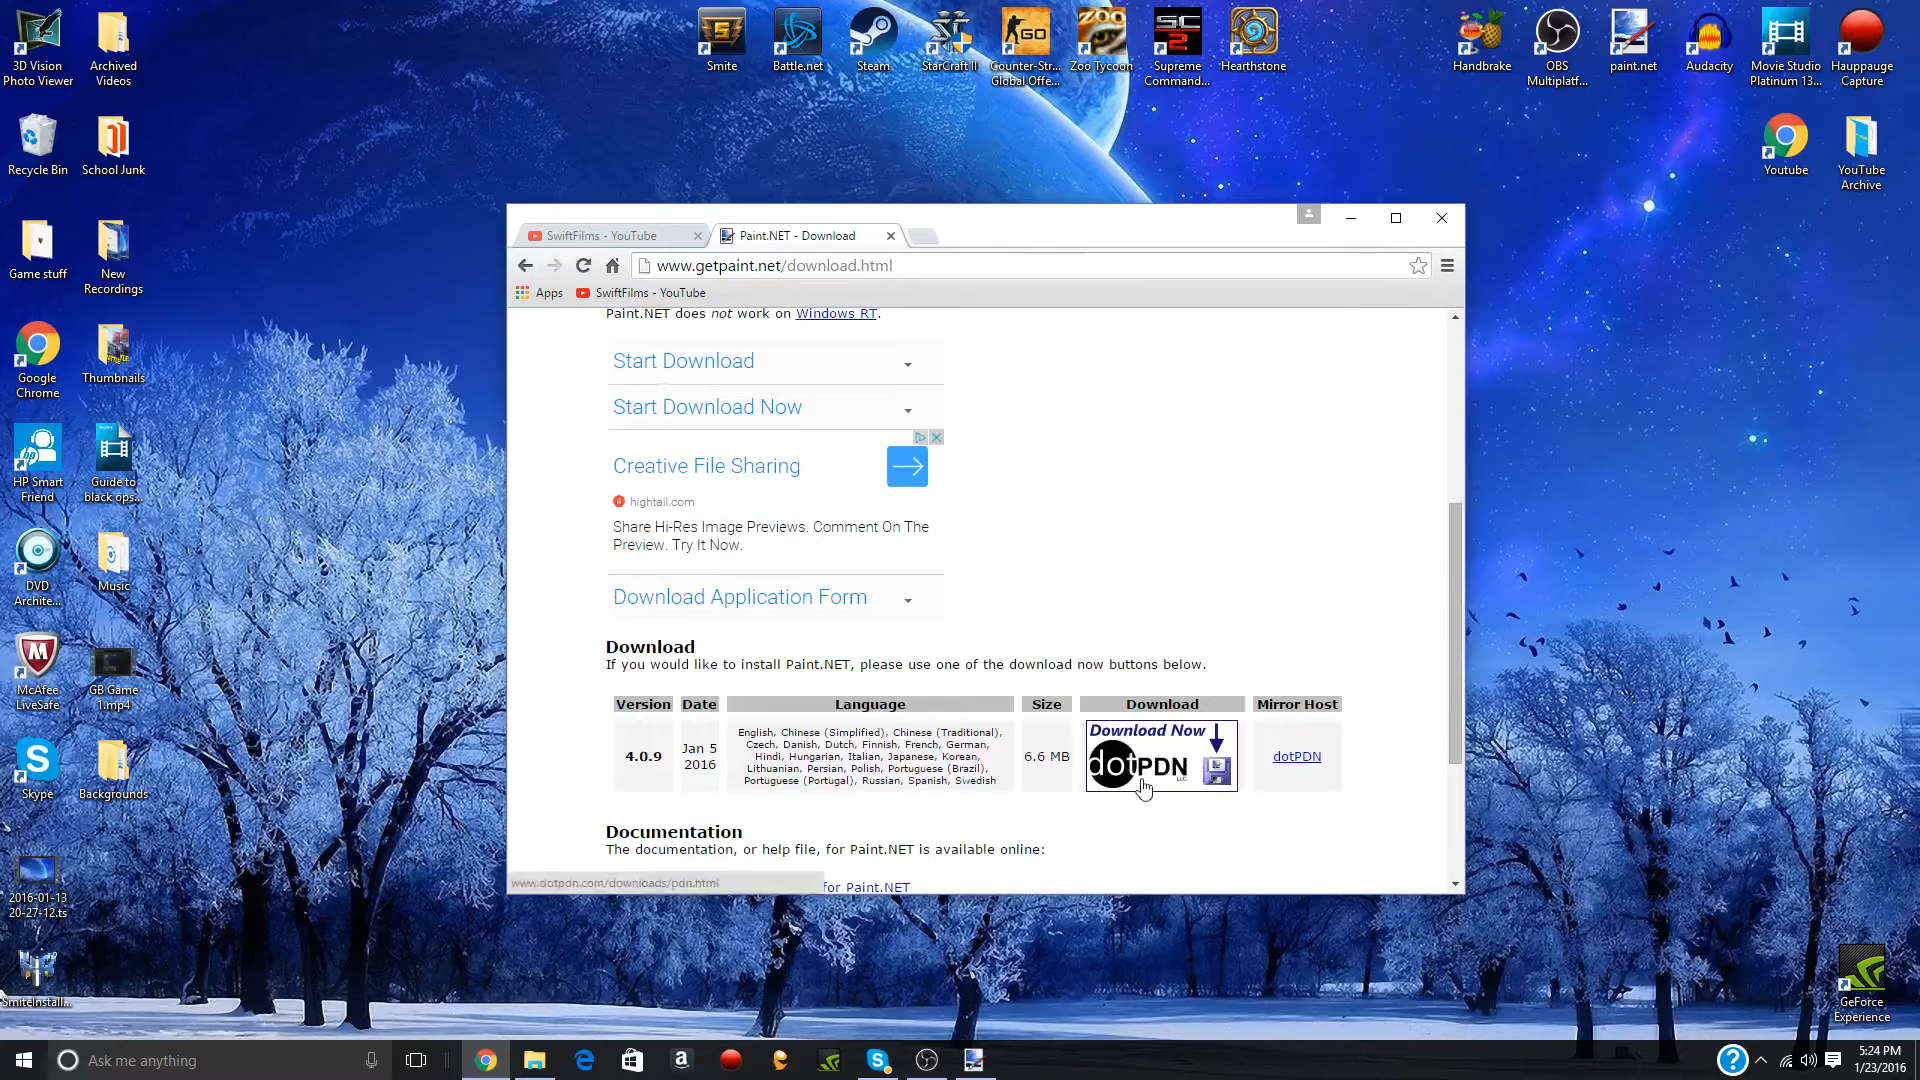 3D Vision
Photo Viewer
Archived
Videos
Smite
Battle.net
Steam
StarCraft II
Counter-Str...
Global Offe...
Zoo Tycoon
Supreme
Command...
Hearthstone
Handbrake
OBS
Multiplatf...
paint.net
Audacity
Movie Studio
Platinum 13...
Hauppauge
Capture
Recycle Bin
School Junk
Youtube
YouTube
Archive
Game stuff
New
Recordings
Google
Chrome
Thumbnails
HP Smart
Friend
Guide to
black ops...
DVD
Archite...
Music
McAfee
LiveSafe
GB Game
1.mp4
Skype
Backgrounds
2016-01-13
20-27-12.ts
SmiteInstall...
GeForce
Experience
SwiftFilms - YouTube
Paint.NET - Download
www.getpaint.net/download.html
Apps
SwiftFilms - YouTube
Paint.NET does not work on Windows RT.
Start Download
Start Download Now
Creative File Sharing
hightail.com
Share Hi-Res Image Previews. Comment On The
Preview. Try It Now.
Download Application Form
Download
If you would like to install Paint.NET, please use one of the download now buttons below.
Version Date Language Size Download Mirror Host
4.0.9
Jan 5
2016
English, Chinese (Simplified), Chinese (Traditional),
Czech, Danish, Dutch, Finnish, French, German,
Hindi, Hungarian, Italian, Japanese, Korean,
Lithuanian, Persian, Polish, Portuguese (Brazil),
Portuguese (Portugal), Russian, Spanish, Swedish
6.6 MB
Download Now
dotPDN
LLC
dotPDN
Documentation
The documentation, or help file, for Paint.NET is available online:
www.dotpdn.com/downloads/pdn.html
for Paint.NET
Ask me anything
5:24 PM
1/23/2016